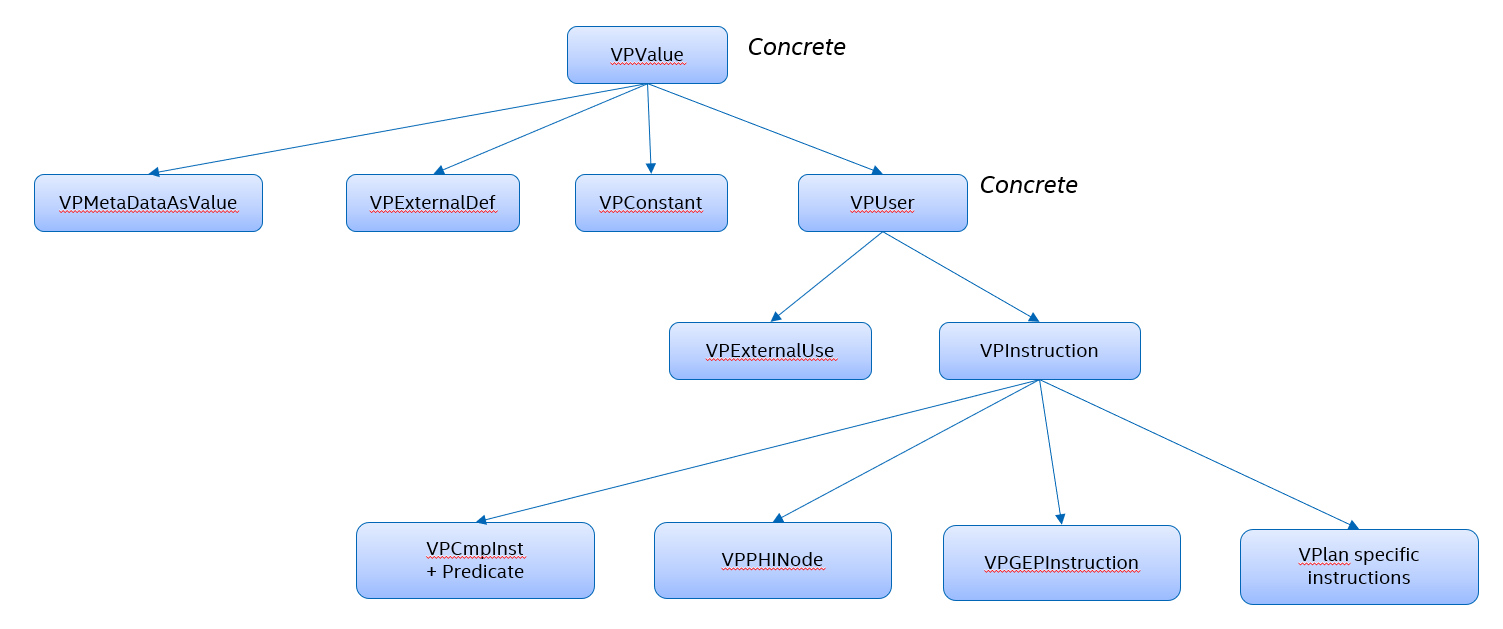 VPValue
Concrete
VPMetaDataAsValue
VPExternalDef
VPConstant
VPUser
Concrete
VPExternalUse
VPInstruction
VPCmpInst
+ Predicate
VPPHINode
VPGEPInstruction
VPlan specific
instructions